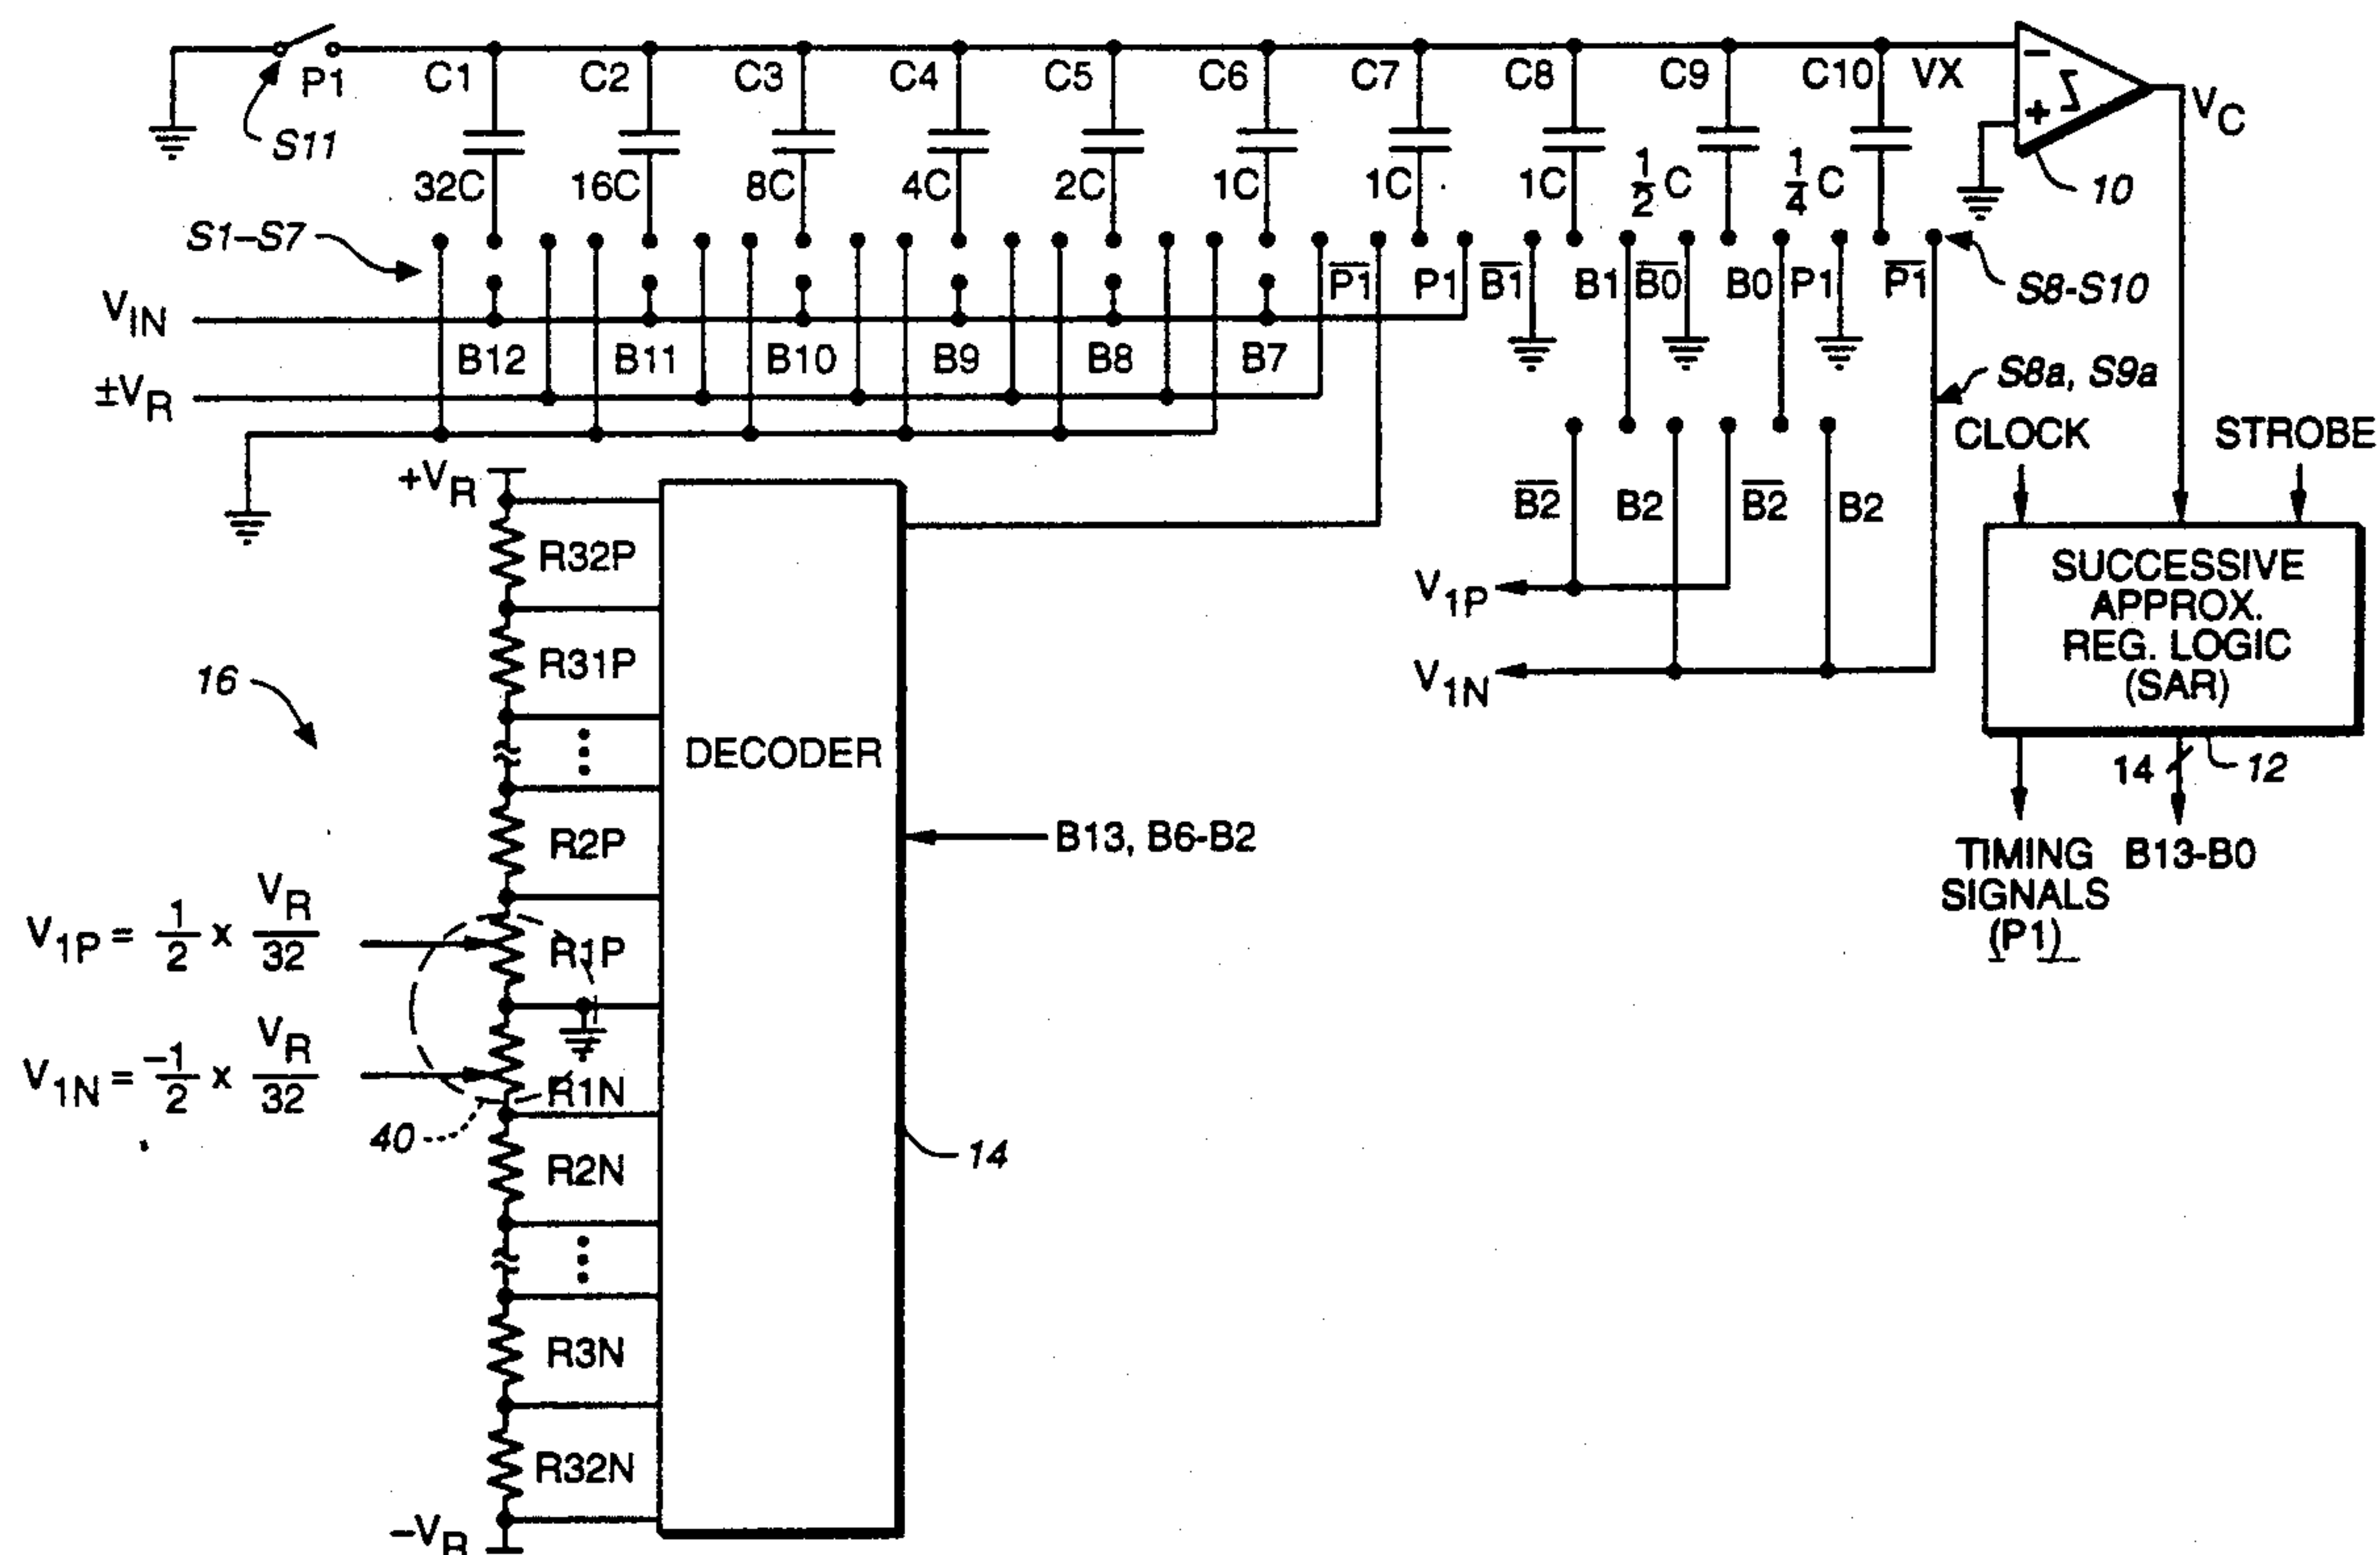 P1
S11
C1 C2 C3 C4 C5 C6 C7 C8 C9 C10 VX
− + Σ
VC
10
32C 16C 8C 4C 2C 1C 1C 1C 1/2 C 1/4 C
S1–S7
P1̅ P1 B1̅ B1 B0̅ B0 P1 P1̅
S8-S10
VIN
B12 B11 B10 B9 B8 B7
±VR
S8a, S9a
CLOCK STROBE
B2̅ B2 B2̅ B2
V1P
V1N
SUCCESSIVE
APPROX.
REG. LOGIC
(SAR)
14 12
TIMING
SIGNALS
(P1)
B13-B0
+VR
R32P
R31P
16
DECODER
R2P
B13, B6-B2
V1P = 1/2 x VR/32
R1P
V1N = −1/2 x VR/32
R1N
40
14
R2N
R3N
R32N
−VR